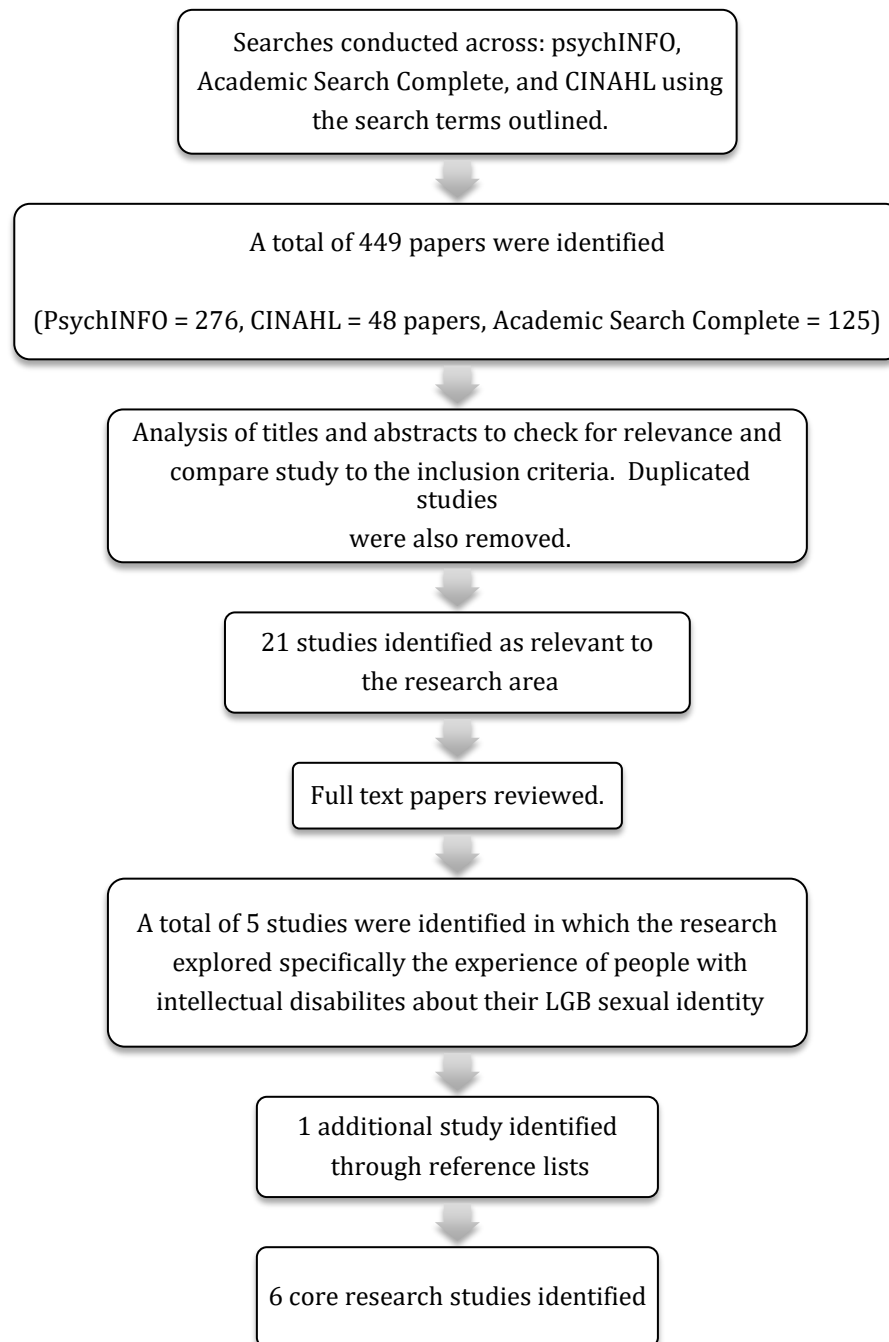 Searches conducted across: psychINFO,
Academic Search Complete, and CINAHL using
the search terms outlined.
A total of 449 papers were identified
(PsychINFO = 276, CINAHL = 48 papers, Academic Search Complete = 125)
Analysis of titles and abstracts to check for relevance and
compare study to the inclusion criteria.  Duplicated
studies
were also removed.
21 studies identified as relevant to
the research area
Full text papers reviewed.
A total of 5 studies were identified in which the research
explored specifically the experience of people with
intellectual disabilites about their LGB sexual identity
1 additional study identified
through reference lists
6 core research studies identified